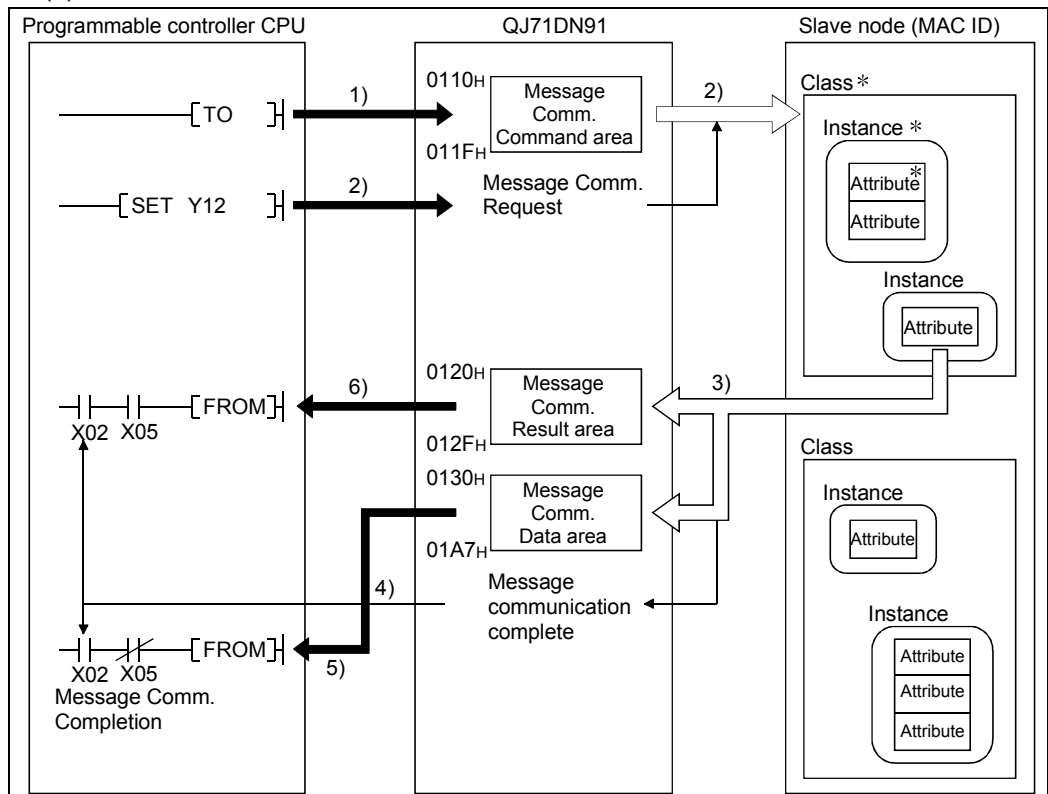 Programmable controller CPU
QJ71DN91
Slave node (MAC ID)
TO
1)
0110H
Message
Comm.
Command area
011FH
2)
Class *
Instance *
Attribute *
Attribute
SET Y12
2)
Message Comm.
Request
Instance
Attribute
X02 X05
FROM
6)
0120H
Message
Comm.
Result area
012FH
3)
0130H
Message
Comm.
Data area
01A7H
Class
Instance
Attribute
4)
Message
communication
complete
Instance
Attribute
Attribute
Attribute
X02 X05
FROM
5)
Message Comm.
Completion